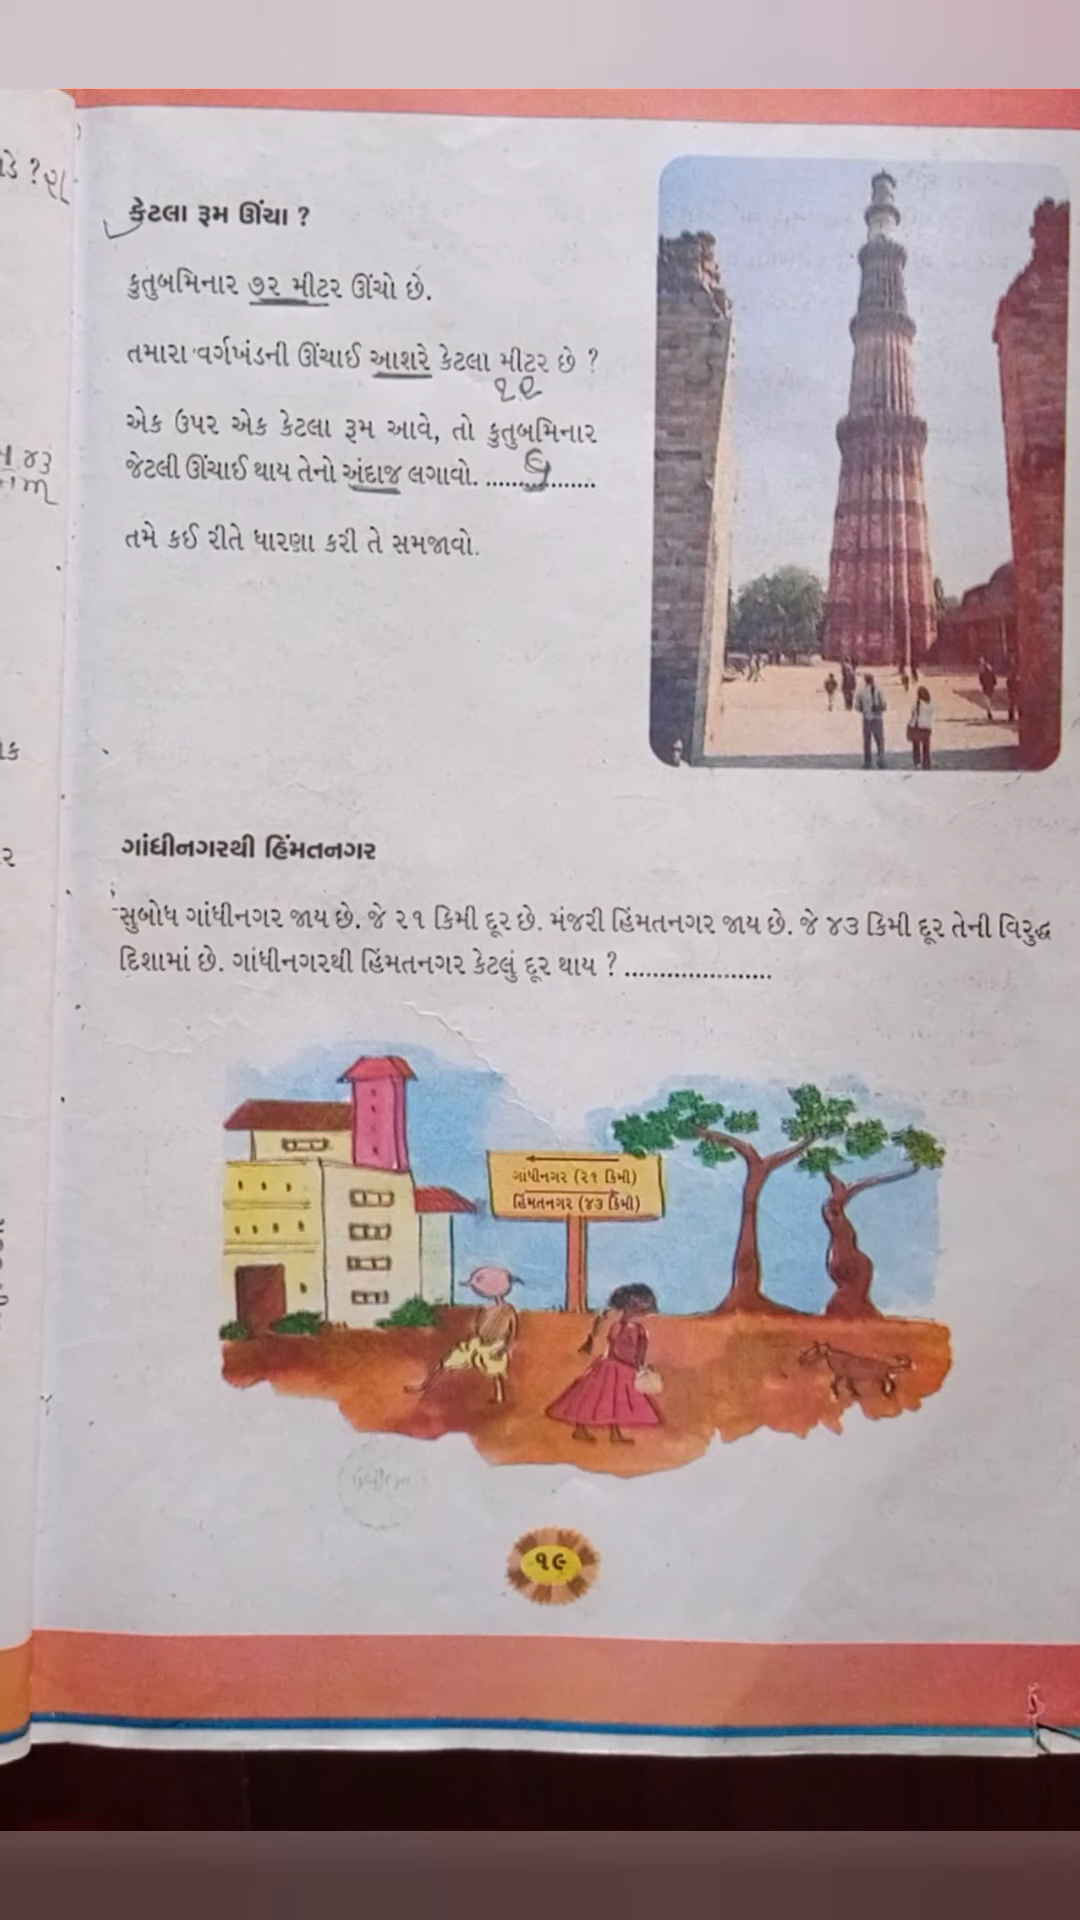 કેટલા રૂમ ઊંચા ?
કુતુબમિનાર ૭૨ મીટર ઊંચો છે.
તમારા વર્ગખંડની ઊંચાઈ આશરે કેટલા મીટર છે ?
૧૨
એક ઉપર એક કેટલા રૂમ આવે, તો કુતુબમિનાર
જેટલી ઊંચાઈ થાય તેનો અંદાજ લગાવો. ..................
૬
તમે કઈ રીતે ધારણા કરી તે સમજાવો.
ગાંધીનગરથી હિંમતનગર
સુબોધ ગાંધીનગર જાય છે. જે ૨૧ કિમી દૂર છે. મંજરી હિંમતનગર જાય છે. જે ૪૩ કિમી દૂર તેની વિરુદ્ધ
દિશામાં છે. ગાંધીનગરથી હિંમતનગર કેટલું દૂર થાય ? ......................
ગાંધીનગર (૨૧ કિમી)
હિંમતનગર (૪૩ કિમી)
૧૯